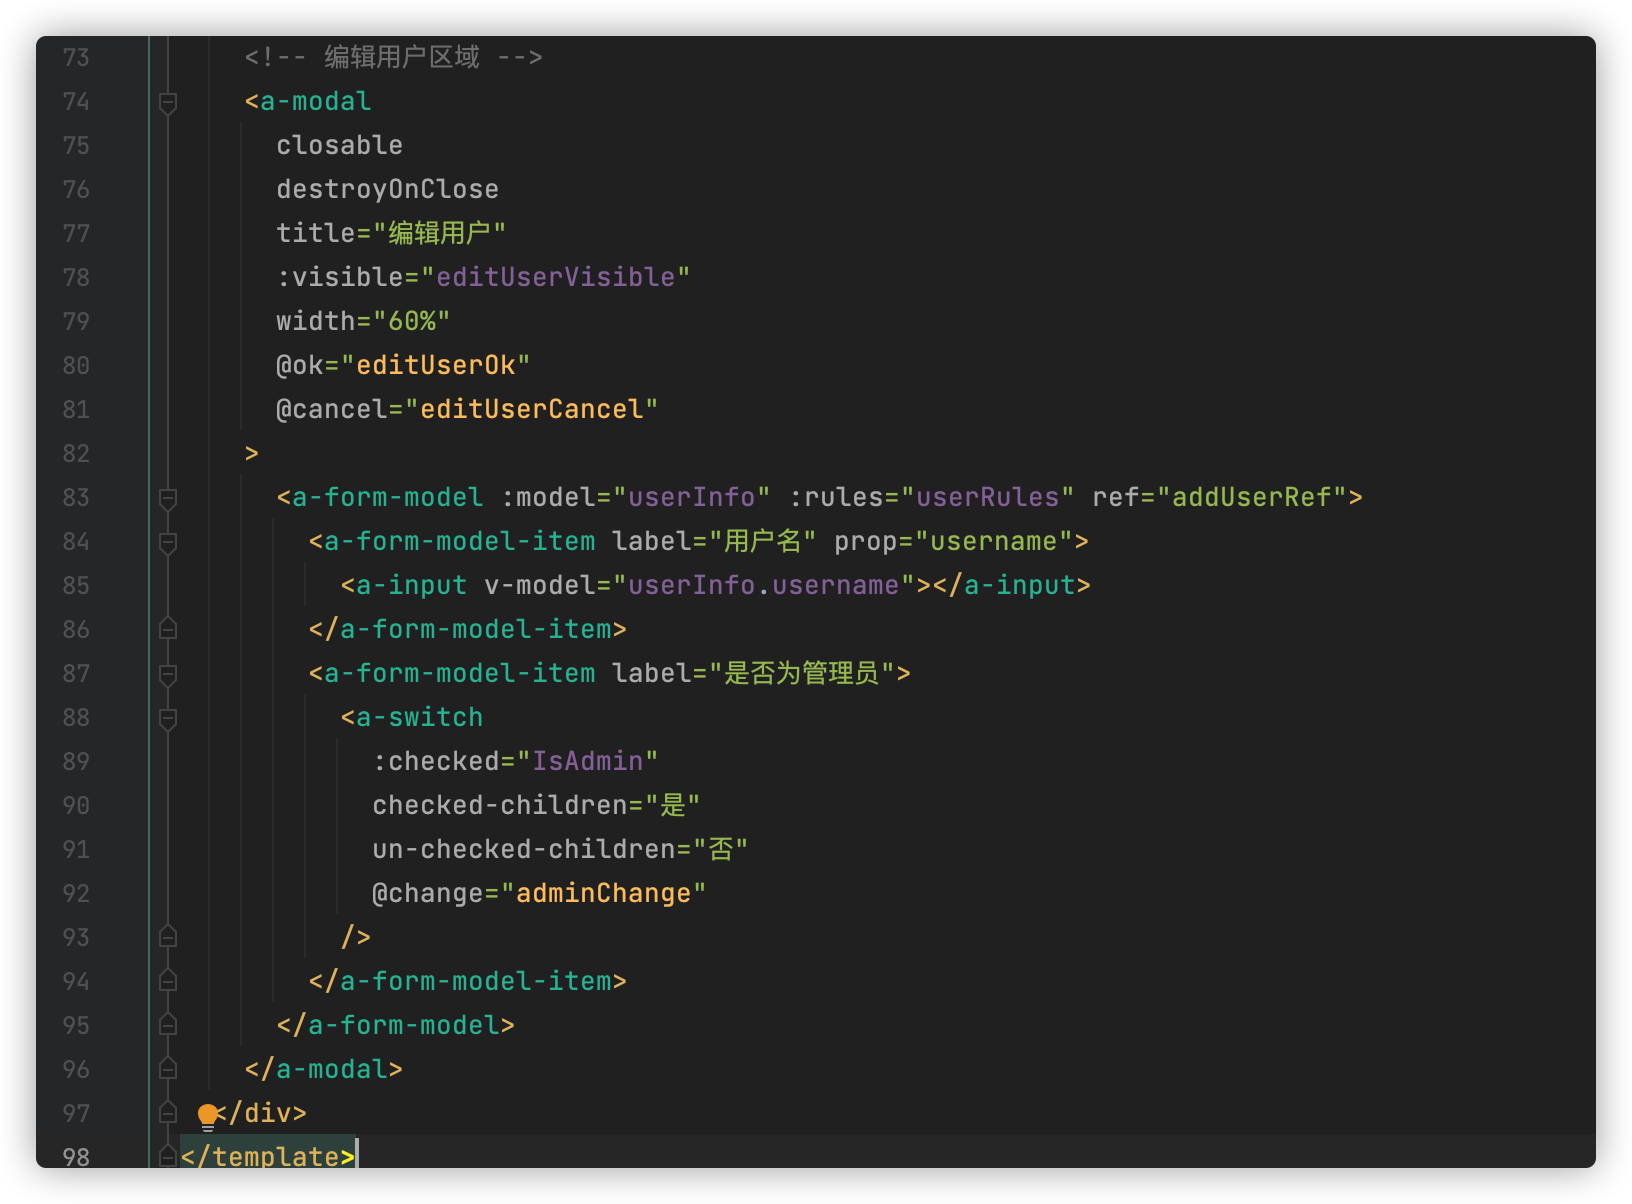 73 <!-- 编辑用户区域 -->
74 <a-modal
75 closable
76 destroyOnClose
77 title="编辑用户"
78 :visible="editUserVisible"
79 width="60%"
80 @ok="editUserOk"
81 @cancel="editUserCancel"
82 >
83 <a-form-model :model="userInfo" :rules="userRules" ref="addUserRef">
84 <a-form-model-item label="用户名" prop="username">
85 <a-input v-model="userInfo.username"></a-input>
86 </a-form-model-item>
87 <a-form-model-item label="是否为管理员">
88 <a-switch
89 :checked="IsAdmin"
90 checked-children="是"
91 un-checked-children="否"
92 @change="adminChange"
93 />
94 </a-form-model-item>
95 </a-form-model>
96 </a-modal>
97 </div>
98 </template>